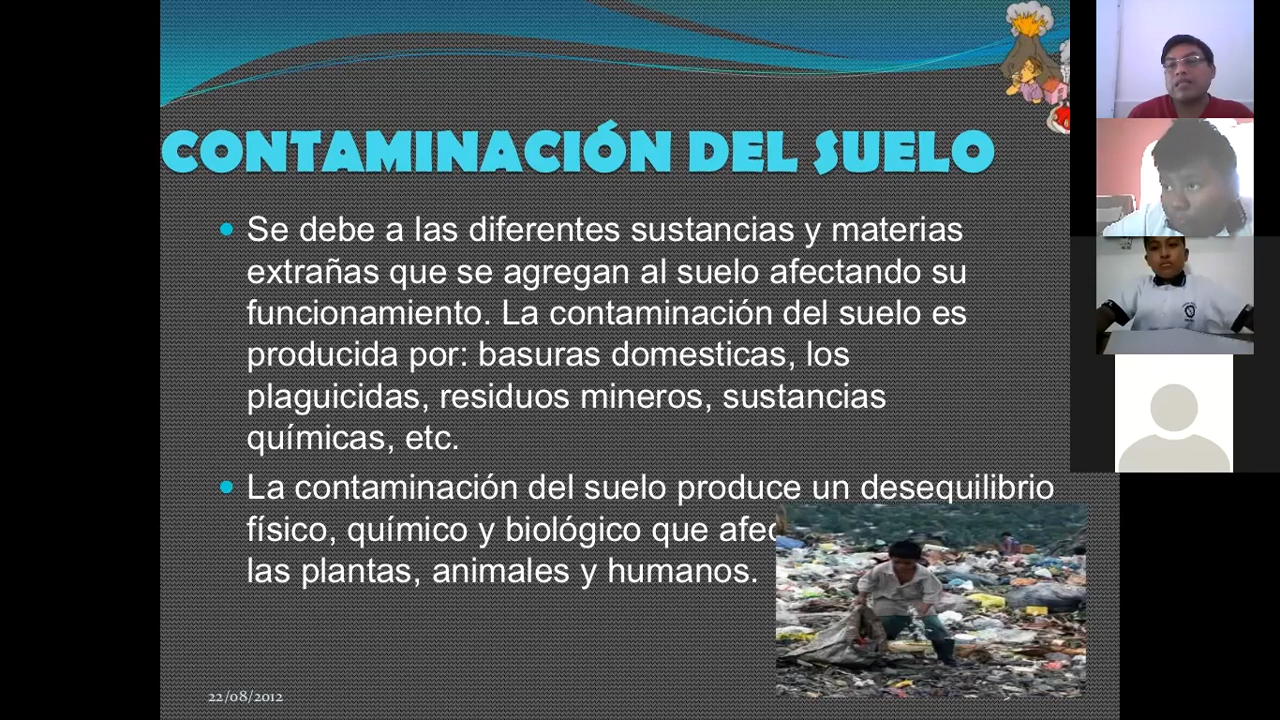 CONTAMINACIÓN DEL SUELO
Se debe a las diferentes sustancias y materias
extrañas que se agregan al suelo afectando su
funcionamiento. La contaminación del suelo es
producida por: basuras domesticas, los
plaguicidas, residuos mineros, sustancias
químicas, etc.
La contaminación del suelo produce un desequilibrio
físico, químico y biológico que
las plantas, animales y humanos.
22/08/2012